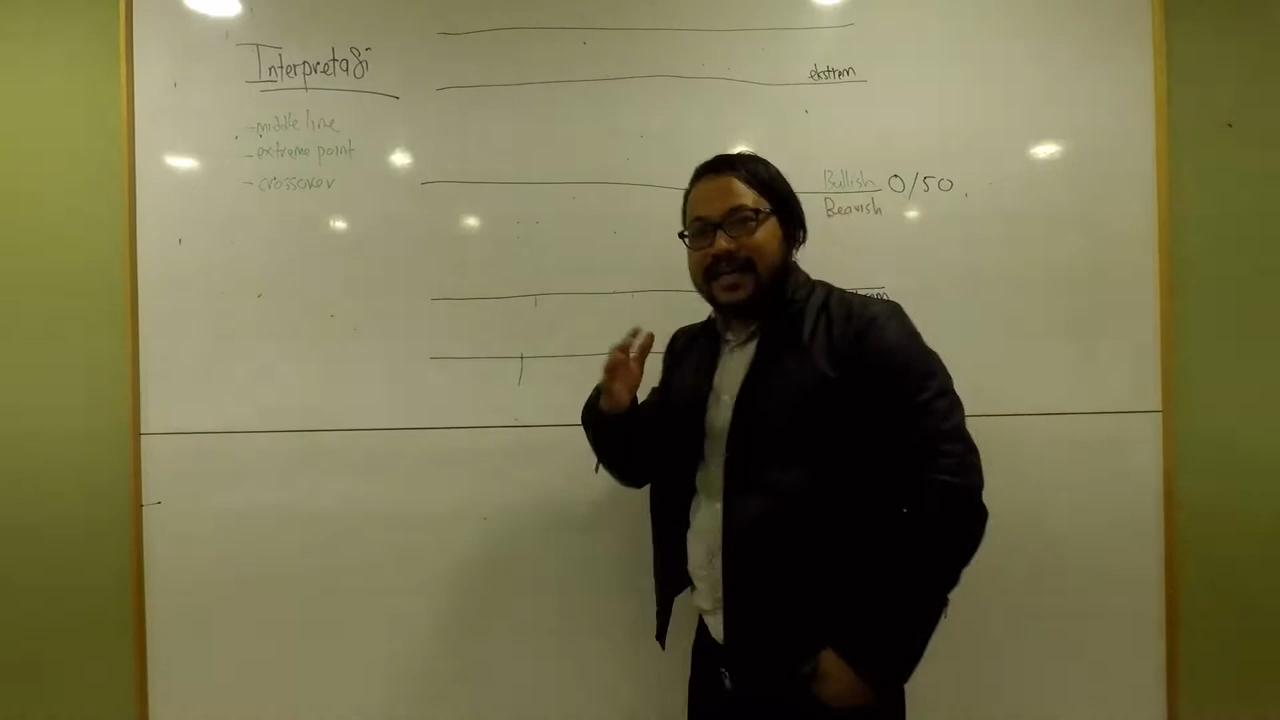 Interpretasi
- middle line
- extreme point
- crossover
ekstrem
Bullish 0/50
Bearish